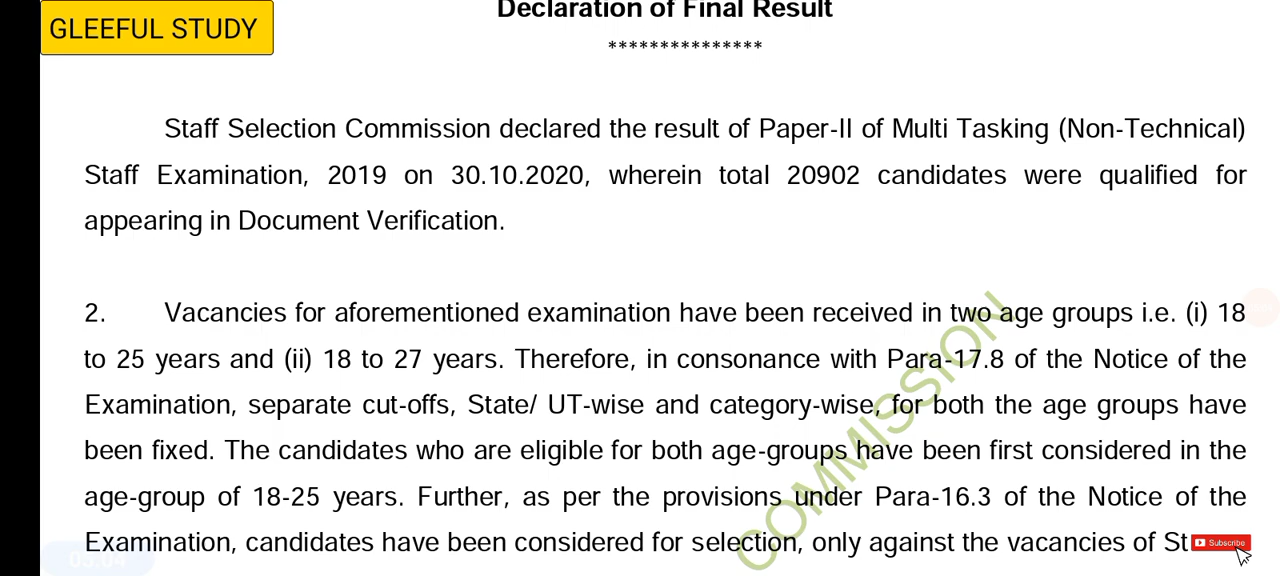 GLEEFUL STUDY
Declaration of Final Result
***************
Staff Selection Commission declared the result of Paper-II of Multi Tasking (Non-Technical)
Staff Examination, 2019 on 30.10.2020, wherein total 20902 candidates were qualified for
appearing in Document Verification.
2. Vacancies for aforementioned examination have been received in two age groups i.e. (i) 18
to 25 years and (ii) 18 to 27 years. Therefore, in consonance with Para-17.8 of the Notice of the
Examination, separate cut-offs, State/ UT-wise and category-wise, for both the age groups have
been fixed. The candidates who are eligible for both age-groups have been first considered in the
age-group of 18-25 years. Further, as per the provisions under Para-16.3 of the Notice of the
Examination, candidates have been considered for selection, only against the vacancies of St
Subscribe
COMMISSION